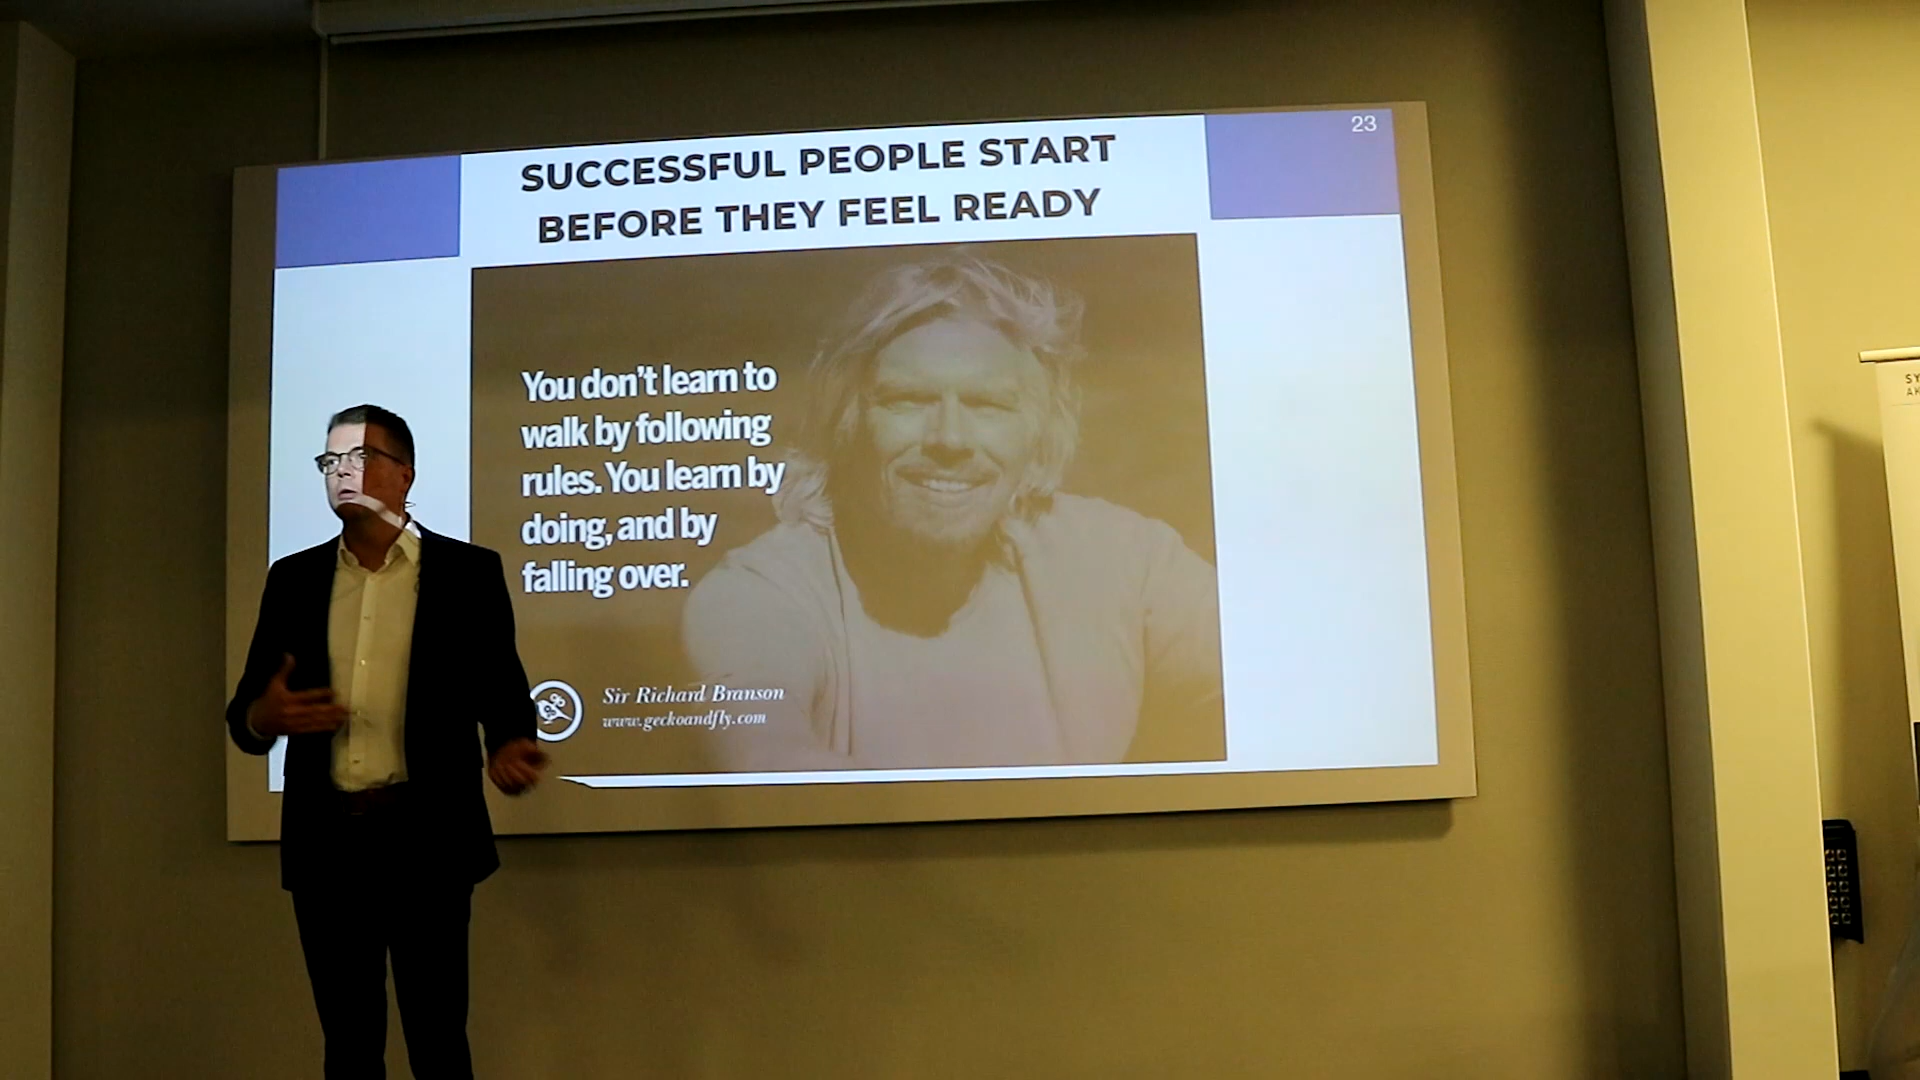 23
SUCCESSFUL PEOPLE START
BEFORE THEY FEEL READY
You don't learn to
walk by following
rules. You learn by
doing, and by
falling over.
Sir Richard Branson
www.geckoandfly.com